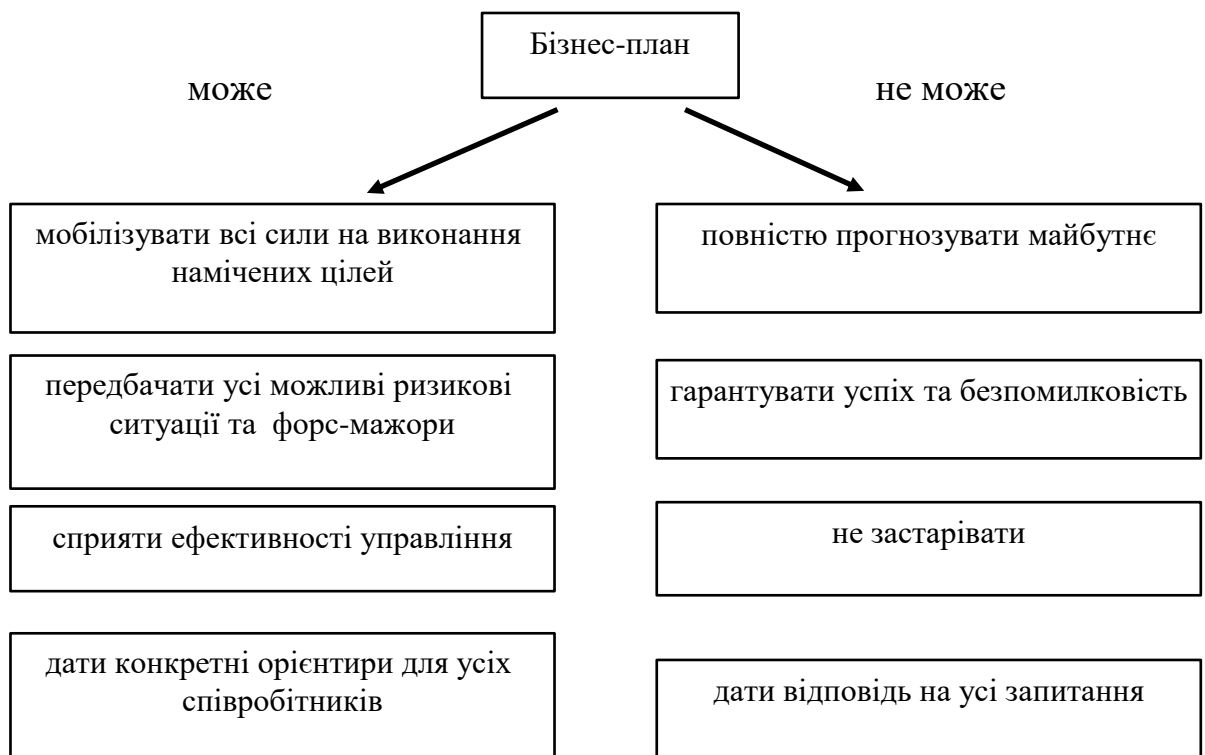 Бізнес-план
може
не може
мобілізувати всі сили на виконання
намічених цілей
передбачати усі можливі ризикові
ситуації та форс-мажори
сприяти ефективності управління
дати конкретні орієнтири для усіх
співробітників
повністю прогнозувати майбутнє
гарантувати успіх та безпомилковість
не застарівати
дати відповідь на усі запитання